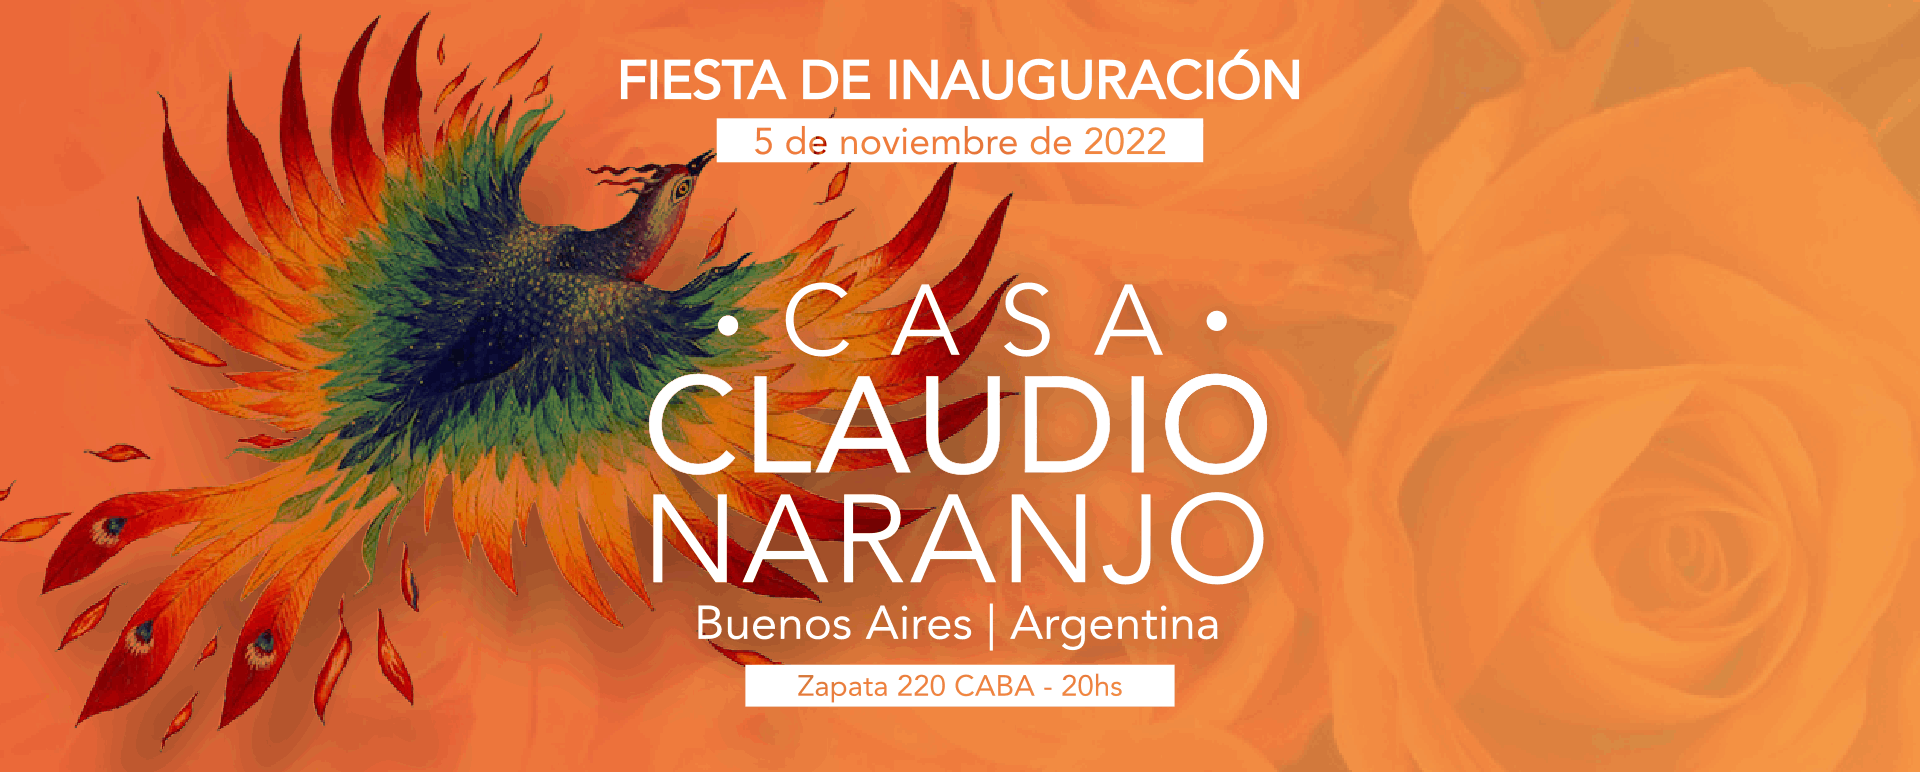 FIESTA DE INAUGURACIÓN
5 de noviembre de 2022
• CASA •
CLAUDIO
NARANJO
Buenos Aires | Argentina
Zapata 220 CABA - 20hs